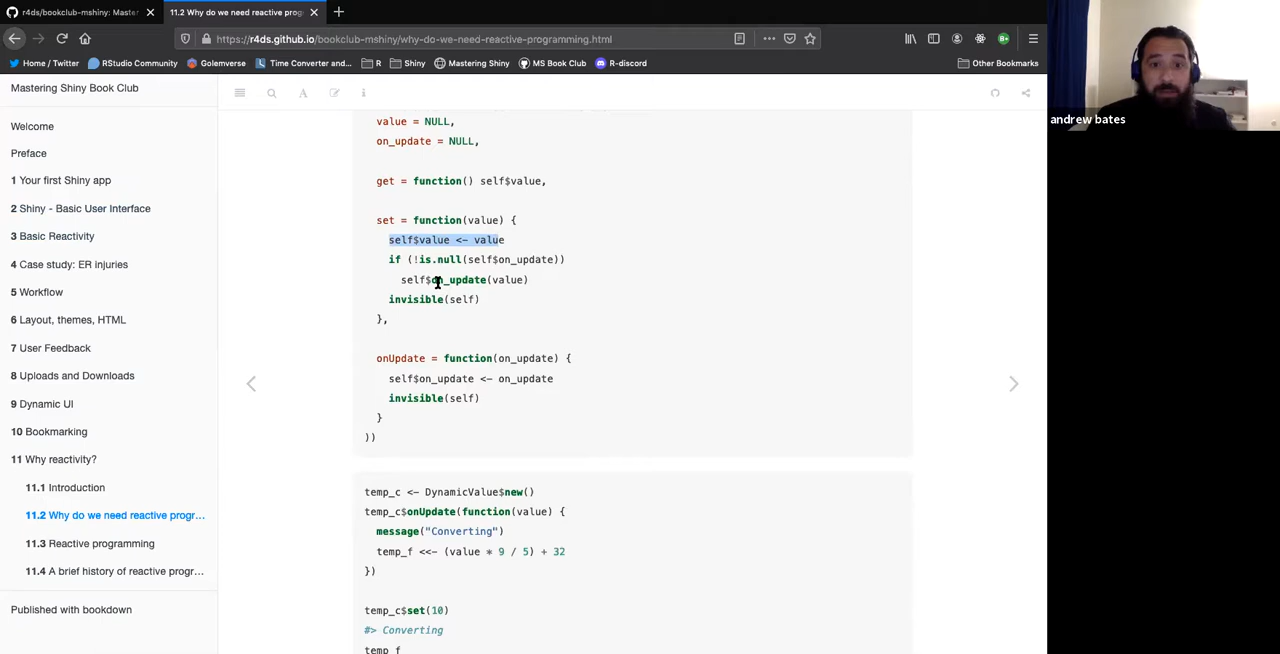 r4ds/bookclub-mshiny: Master
11.2 Why do we need reactive prog
https://r4ds.github.io/bookclub-mshiny/why-do-we-need-reactive-programming.html
Home / Twitter
RStudio Community
Golemverse
Time Converter and...
R
Shiny
Mastering Shiny
MS Book Club
R-discord
Other Bookmarks
Mastering Shiny Book Club
Welcome
Preface
1 Your first Shiny app
2 Shiny - Basic User Interface
3 Basic Reactivity
4 Case study: ER injuries
5 Workflow
6 Layout, themes, HTML
7 User Feedback
8 Uploads and Downloads
9 Dynamic UI
10 Bookmarking
11 Why reactivity?
11.1 Introduction
11.2 Why do we need reactive progr...
11.3 Reactive programming
11.4 A brief history of reactive progr...
Published with bookdown
value = NULL,
on_update = NULL,
get = function() self$value,
set = function(value) {
self$value <- value
if (!is.null(self$on_update))
self$on_update(value)
invisible(self)
},
onUpdate = function(on_update) {
self$on_update <- on_update
invisible(self)
}
))
temp_c <- DynamicValue$new()
temp_c$onUpdate(function(value) {
message("Converting")
temp_f <<- (value * 9 / 5) + 32
})
temp_c$set(10)
#> Converting
temp_f
andrew bates